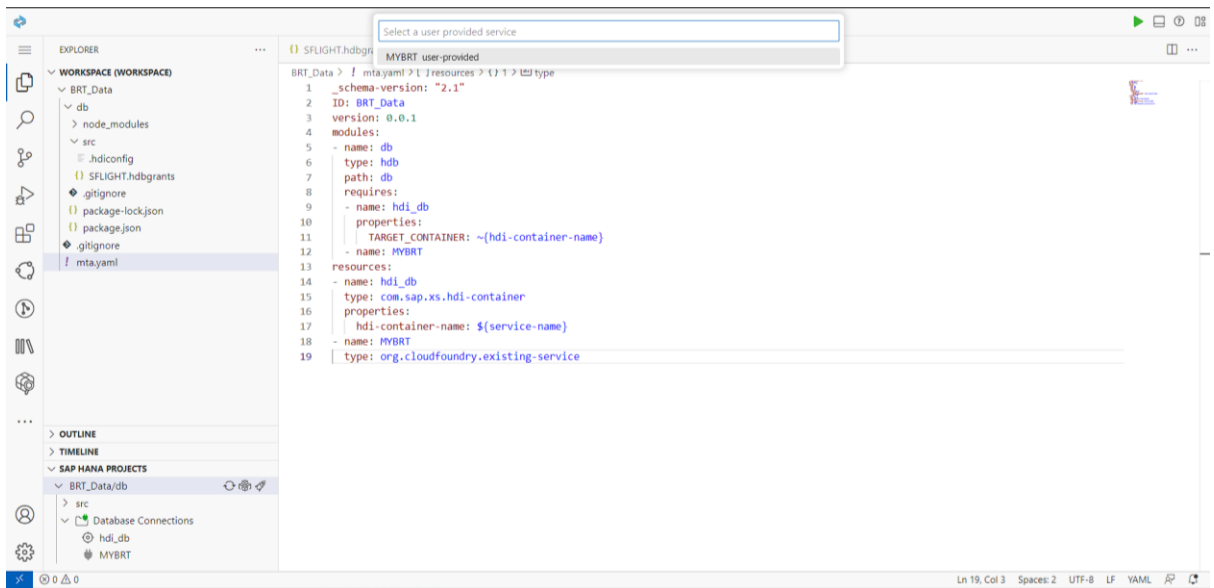 Select a user provided service
MYBRT user-provided
EXPLORER
...
WORKSPACE (WORKSPACE)
BRT_Data
db
node_modules
src
.hdiconfig
SFLIGHT.hdbgrants
.gitignore
package-lock.json
package.json
.gitignore
! mta.yaml
OUTLINE
TIMELINE
SAP HANA PROJECTS
BRT_Data/db
src
Database Connections
hdi_db
MYBRT
{} SFLIGHT.hdbgra
BRT_Data > ! mta.yaml > [ ] resources > {} 1 > type
1 _schema-version: "2.1"
2 ID: BRT_Data
3 version: 0.0.1
4 modules:
5 - name: db
6 type: hdb
7 path: db
8 requires:
9 - name: hdi_db
10 properties:
11 TARGET_CONTAINER: ~{hdi-container-name}
12 - name: MYBRT
13 resources:
14 - name: hdi_db
15 type: com.sap.xs.hdi-container
16 properties:
17 hdi-container-name: ${service-name}
18 - name: MYBRT
19 type: org.cloudfoundry.existing-service
0 0
Ln 19, Col 3 Spaces: 2 UTF-8 LF YAML